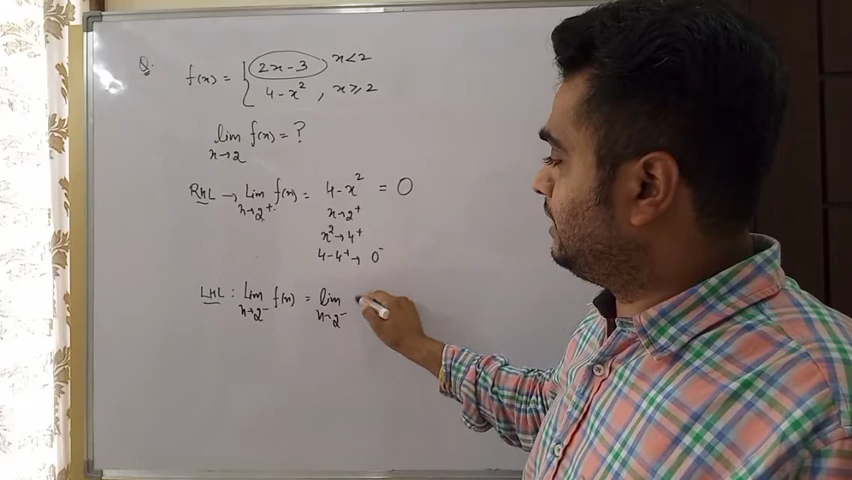 Q. f(x) = { 2x-3, x<2
4-x², x≥2
lim x→2 f(x) = ?
RHL → Lim x→2⁺ f(x) = 4-x² = 0
x→2⁺
x²→4⁺
4-4⁺→ 0⁻
LHL : Lim x→2⁻ f(x) = lim x→2⁻